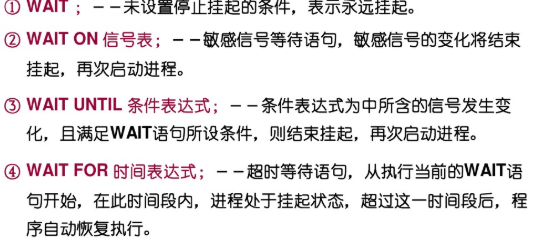 ① WAIT ；－－未设置停止挂起的条件，表示永远挂起。
② WAIT ON 信号表；－－敏感信号等待语句，敏感信号的变化将结束
挂起，再次启动进程。
③ WAIT UNTIL 条件表达式；－－条件表达式为中所含的信号发生变
化，且满足WAIT语句所设条件，则结束挂起，再次启动进程。
④ WAIT FOR 时间表达式；－－超时等待语句，从执行当前的WAIT语
句开始，在此时间段内，进程处于挂起状态，超过这一时间段后，程
序自动恢复执行。